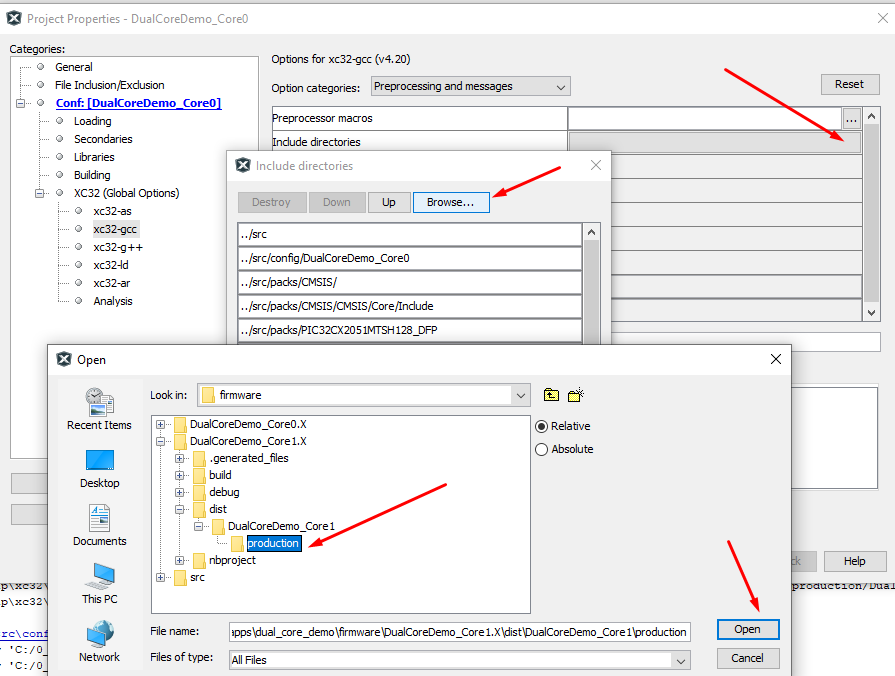 Project Properties - DualCoreDemo_Core0
Categories:
General
File Inclusion/Exclusion
Conf: [DualCoreDemo_Core0]
Loading
Secondaries
Libraries
Building
XC32 (Global Options)
xc32-as
xc32-gcc
xc32-g++
xc32-ld
xc32-ar
Analysis
Options for xc32-gcc (v4.20)
Option categories: Preprocessing and messages
Reset
Preprocessor macros
...
Include directories
Include directories
Destroy
Down
Up
Browse...
../src
../src/config/DualCoreDemo_Core0
../src/packs/CMSIS/
../src/packs/CMSIS/CMSIS/Core/Include
../src/packs/PIC32CX2051MTSH128_DFP
Open
Look in: firmware
Recent Items
Desktop
Documents
This PC
Network
DualCoreDemo_Core0.X
DualCoreDemo_Core1.X
.generated_files
build
debug
dist
DualCoreDemo_Core1
production
nbproject
src
Relative
Absolute
File name: apps\dual_core_demo\firmware\DualCoreDemo_Core1.X\dist\DualCoreDemo_Core1\production
Open
Files of type: All Files
Cancel
Help
p\xc32\
production/Dual
p\xc32\
rc\conf
'C:/0_
'C:/0_